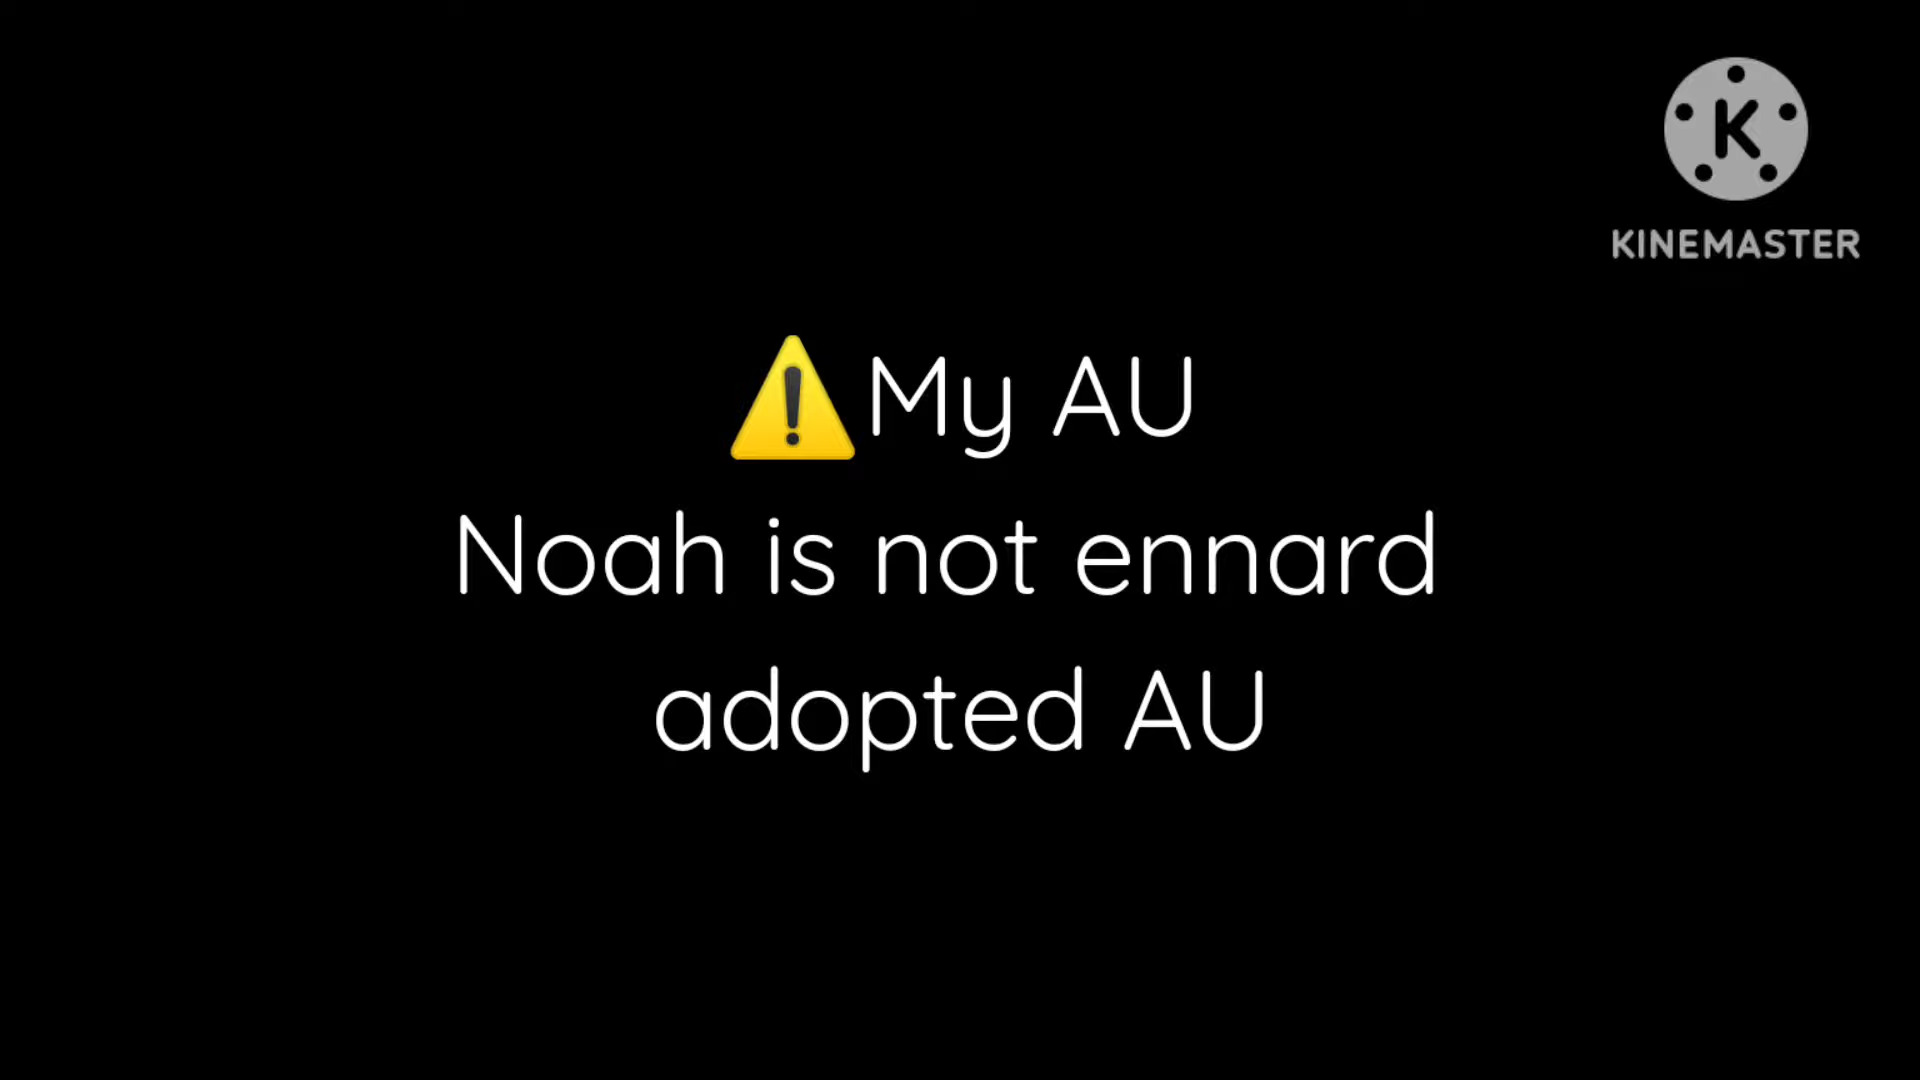 K
KINEMASTER
⚠️My AU
Noah is not ennard
adopted AU